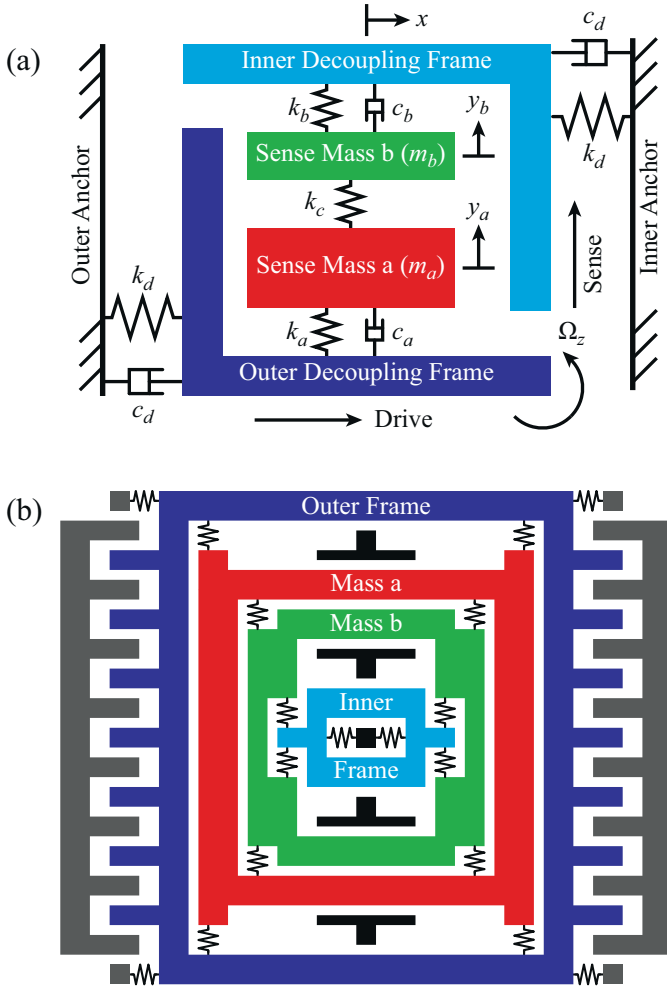 (a)
x
c_d
Inner Decoupling Frame
k_b
c_b
y_b
Sense Mass b (m_b)
k_d
k_c
y_a
Outer Anchor
Sense Mass a (m_a)
Sense
Inner Anchor
k_d
k_a
c_a
Ω_z
Outer Decoupling Frame
c_d
Drive
(b)
Outer Frame
Mass a
Mass b
Inner
Frame